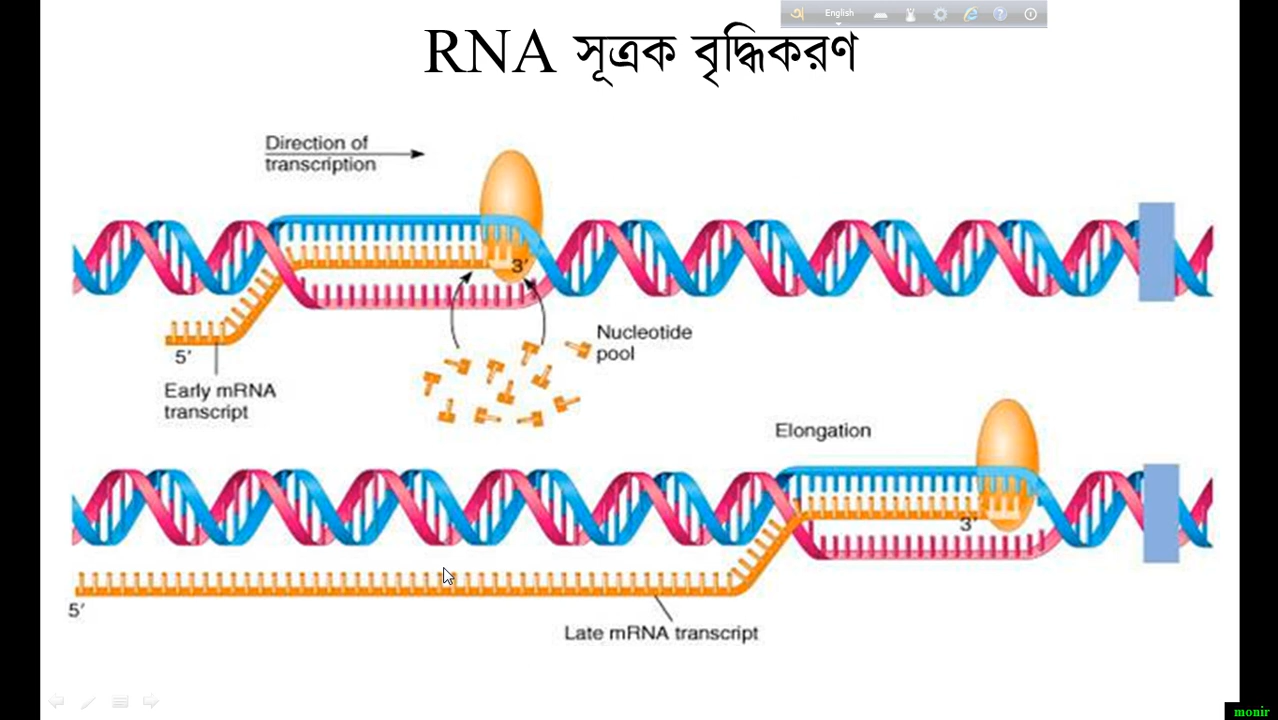 অ English
RNA সূত্রক বৃদ্ধিকরণ
Direction of
transcription
3′
Nucleotide
pool
5′
Early mRNA
transcript
Elongation
3′
5′
Late mRNA transcript
monir